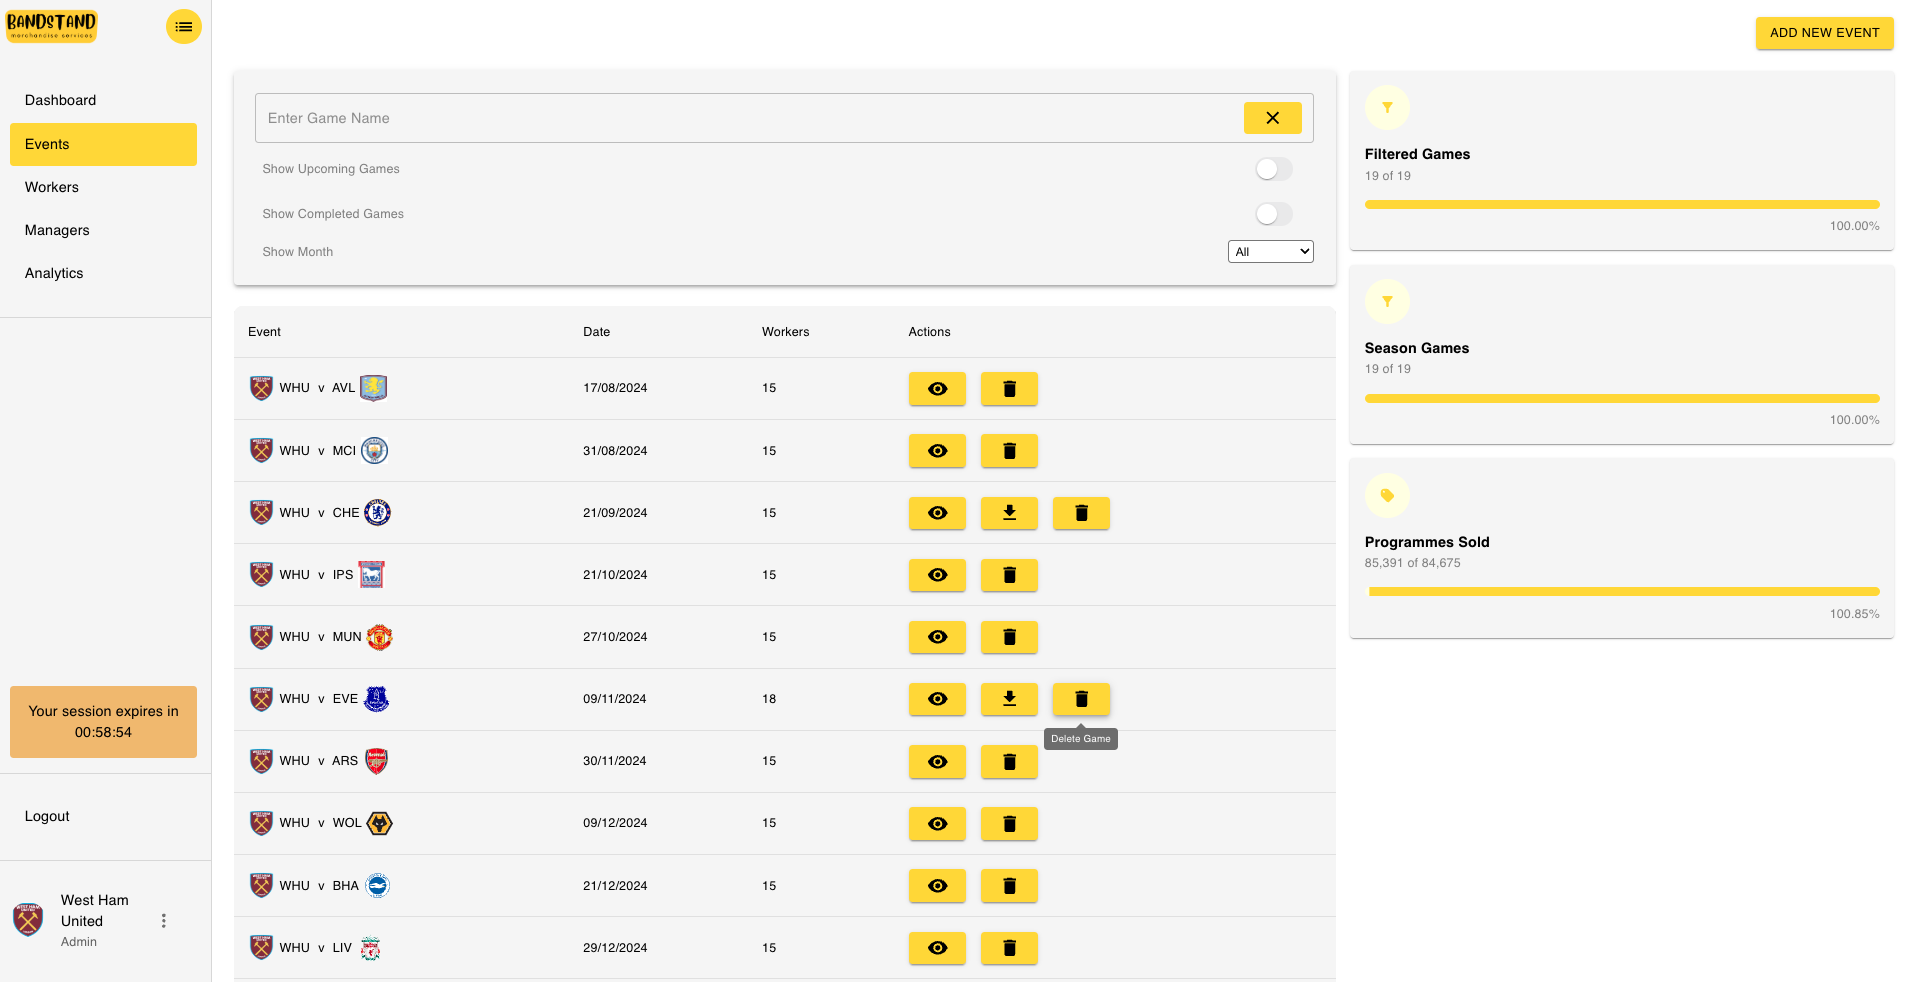 BANDSTAND
merchandise services
Dashboard
Events
Workers
Managers
Analytics
Your session expires in
00:58:54
Logout
West Ham
United
Admin
ADD NEW EVENT
Enter Game Name
Show Upcoming Games
Show Completed Games
Show Month
All
Event Date Workers Actions
WHU v AVL 17/08/2024 15
WHU v MCI 31/08/2024 15
WHU v CHE 21/09/2024 15
WHU v IPS 21/10/2024 15
WHU v MUN 27/10/2024 15
WHU v EVE 09/11/2024 18
Delete Game
WHU v ARS 30/11/2024 15
WHU v WOL 09/12/2024 15
WHU v BHA 21/12/2024 15
WHU v LIV 29/12/2024 15
Filtered Games
19 of 19
100.00%
Season Games
19 of 19
100.00%
Programmes Sold
85,391 of 84,675
100.85%